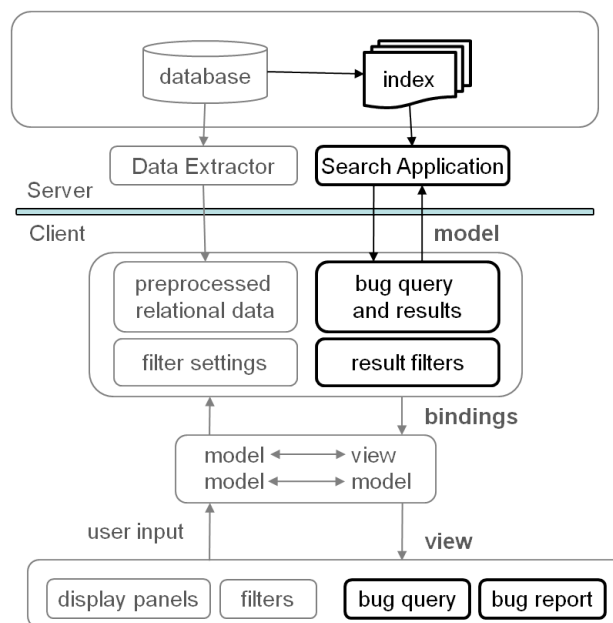 database
index
Data Extractor
Search Application
Server
Client
model
preprocessed
relational data
bug query
and results
filter settings
result filters
bindings
model view
model model
user input
view
display panels
filters
bug query
bug report